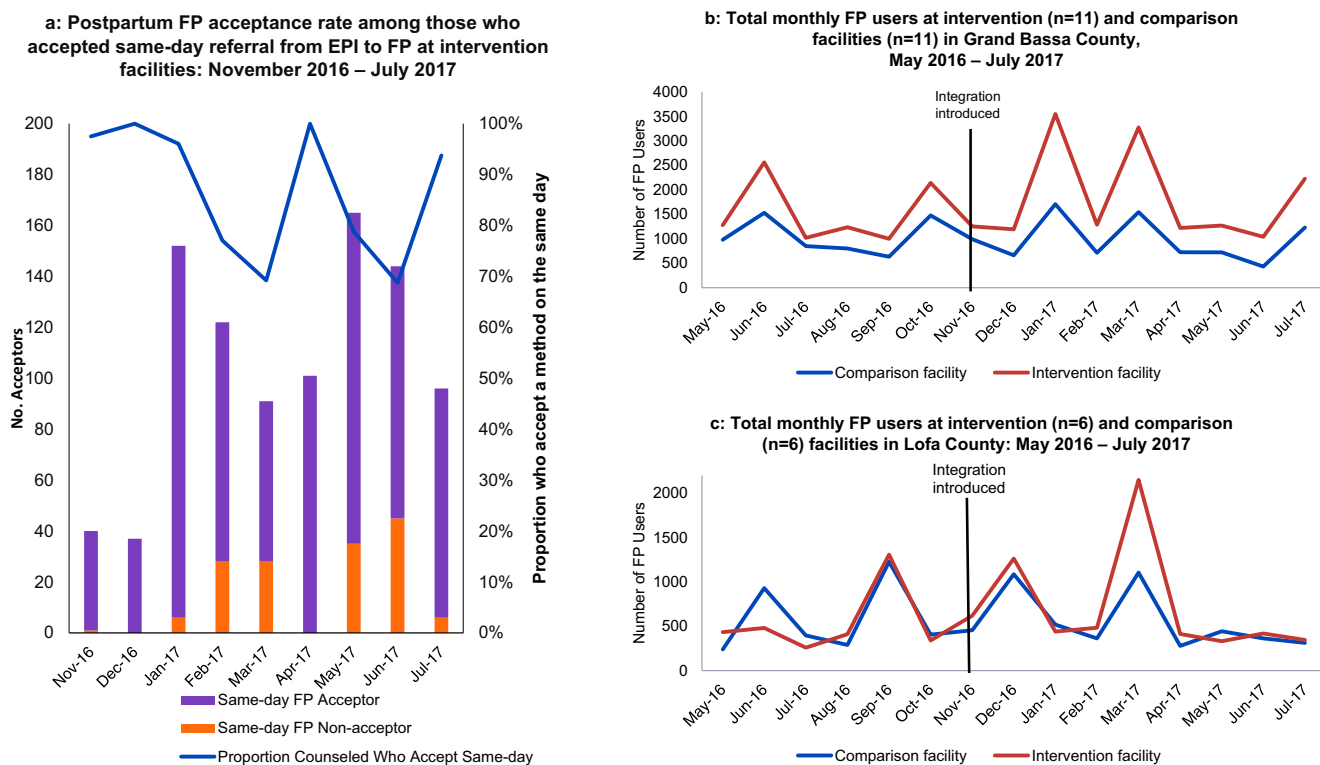 a: Postpartum FP acceptance rate among those who
accepted same-day referral from EPI to FP at intervention
facilities: November 2016 – July 2017
No. Acceptors
200
180
160
140
120
100
80
60
40
20
0
100%
90%
80%
70%
60%
50%
40%
30%
20%
10%
0%
Proportion who accept a method on the same day
Nov-16
Dec-16
Jan-17
Feb-17
Mar-17
Apr-17
May-17
Jun-17
Jul-17
Same-day FP Acceptor
Same-day FP Non-acceptor
Proportion Counseled Who Accept Same-day
b: Total monthly FP users at intervention (n=11) and comparison
facilities (n=11) in Grand Bassa County,
May 2016 – July 2017
Integration
introduced
Number of FP Users
4000
3500
3000
2500
2000
1500
1000
500
0
May-16
Jun-16
Jul-16
Aug-16
Sep-16
Oct-16
Nov-16
Dec-16
Jan-17
Feb-17
Mar-17
Apr-17
May-17
Jun-17
Jul-17
Comparison facility
Intervention facility
c: Total monthly FP users at intervention (n=6) and comparison
(n=6) facilities in Lofa County: May 2016 – July 2017
Integration
introduced
Number of FP Users
2000
1500
1000
500
0
May-16
Jun-16
Jul-16
Aug-16
Sep-16
Oct-16
Nov-16
Dec-16
Jan-17
Feb-17
Mar-17
Apr-17
May-17
Jun-17
Jul-17
Comparison facility
Intervention facility